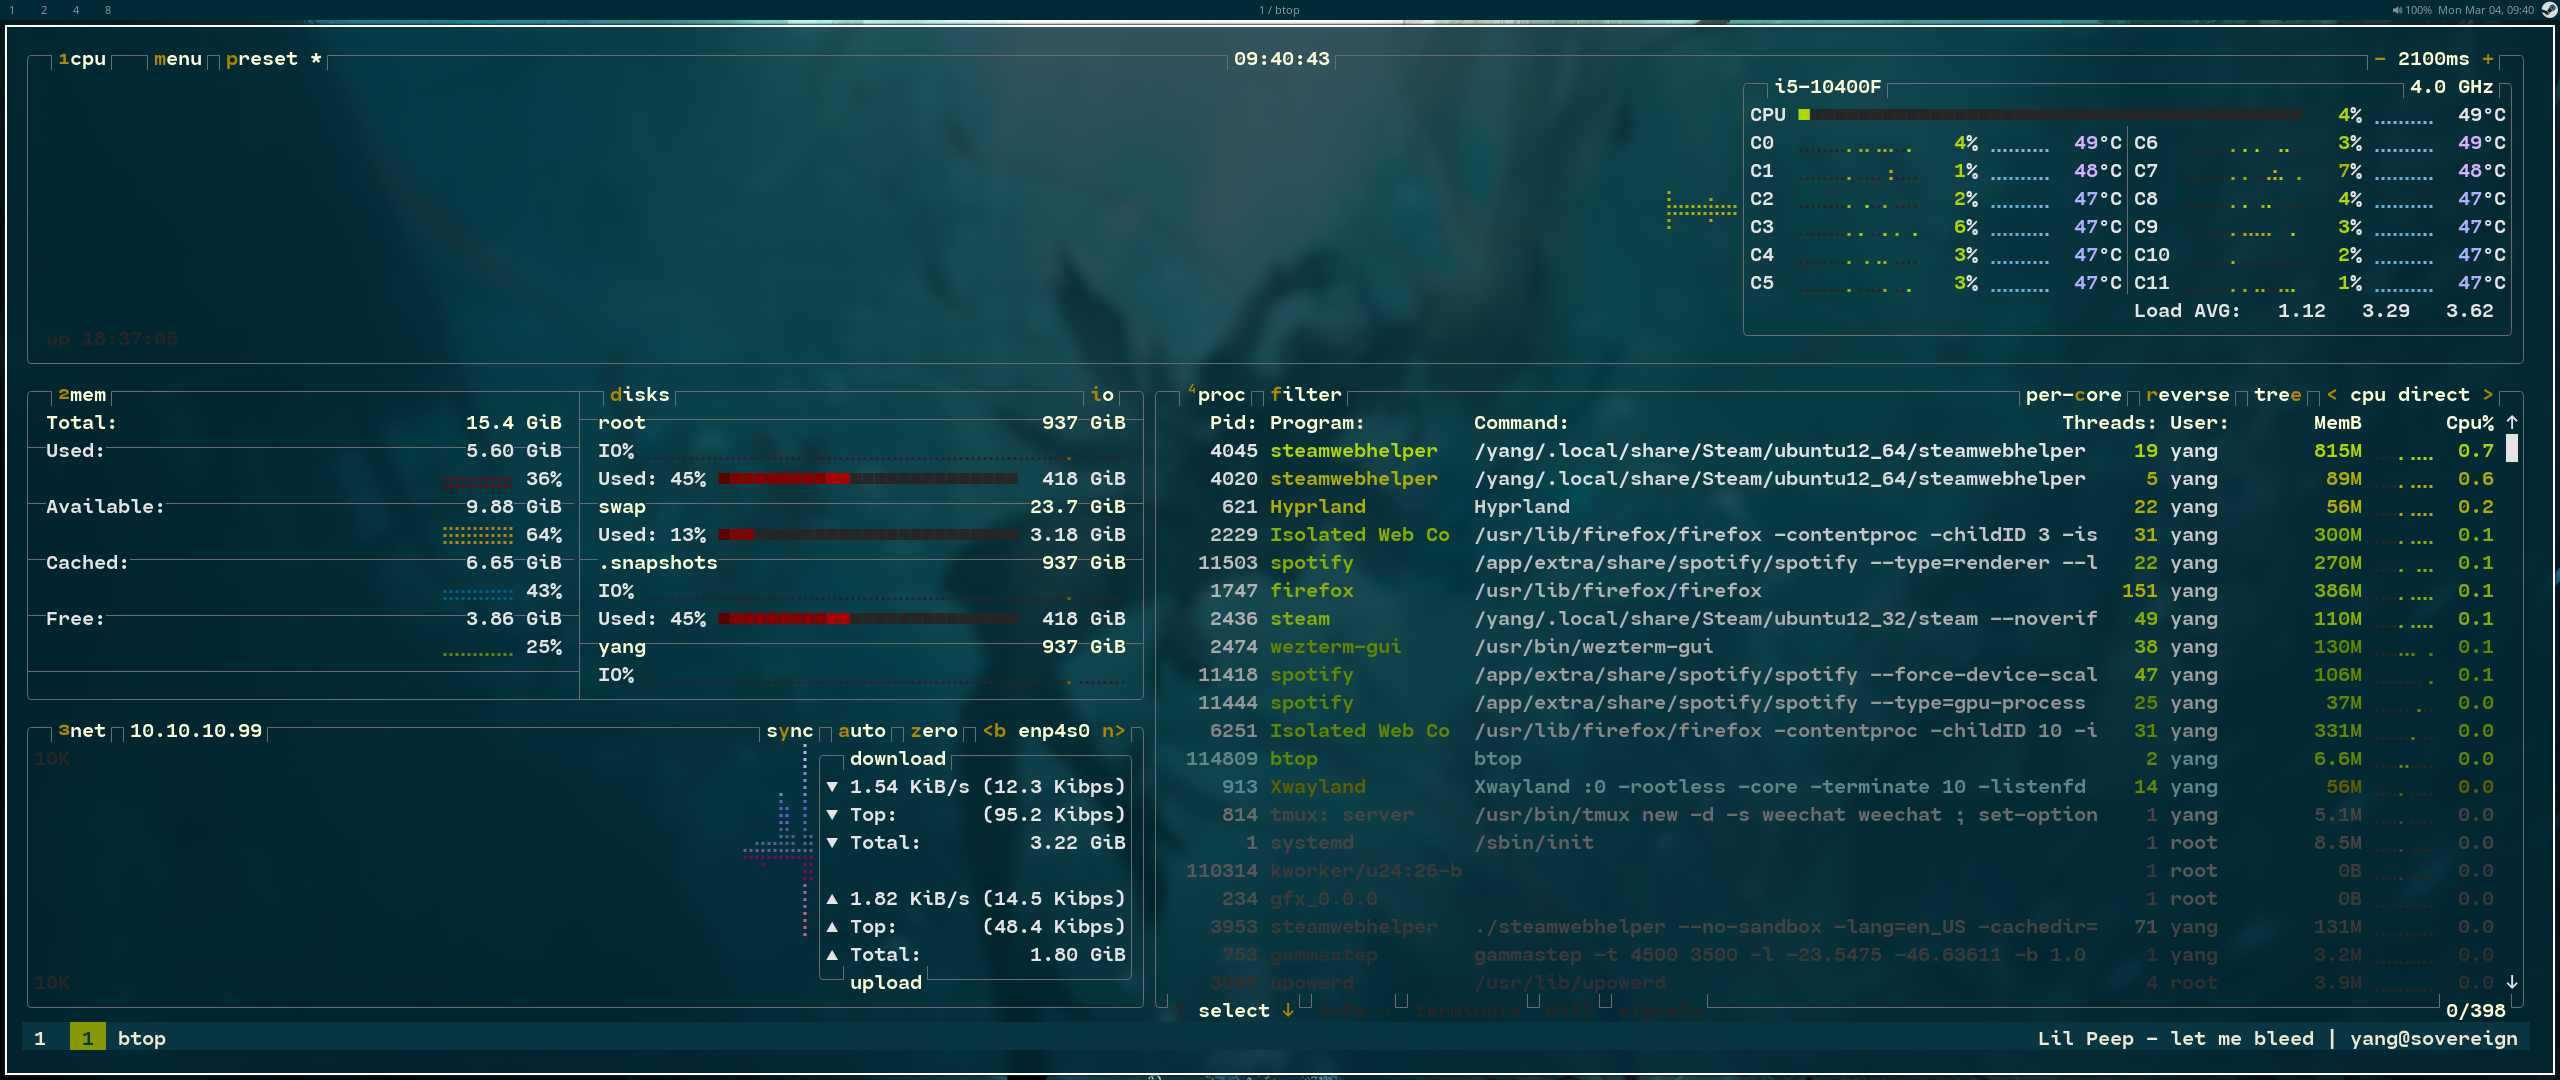 1 2 4 8 1 / btop 100% Mon Mar 04, 09:40
1cpu menu preset * 09:40:43 - 2100ms +
i5-10400F 4.0 GHz
CPU 4% 49°C
C0 4% 49°C C6 3% 49°C
C1 1% 48°C C7 7% 48°C
C2 2% 47°C C8 4% 47°C
C3 6% 47°C C9 3% 47°C
C4 3% 47°C C10 2% 47°C
C5 3% 47°C C11 1% 47°C
Load AVG: 1.12 3.29 3.62
up 18:37:05
2mem
Total: 15.4 GiB
Used: 5.60 GiB
36%
Available: 9.88 GiB
64%
Cached: 6.65 GiB
43%
Free: 3.86 GiB
25%
disks io
root 937 GiB
IO%
Used: 45% 418 GiB
swap 23.7 GiB
Used: 13% 3.18 GiB
.snapshots 937 GiB
IO%
Used: 45% 418 GiB
yang 937 GiB
IO%
3net 10.10.10.99 sync auto zero <b enp4s0 n>
10K
download
▼ 1.54 KiB/s (12.3 Kibps)
▼ Top: (95.2 Kibps)
▼ Total: 3.22 GiB
▲ 1.82 KiB/s (14.5 Kibps)
▲ Top: (48.4 Kibps)
▲ Total: 1.80 GiB
10K
upload
4proc filter per-core reverse tree < cpu direct >
Pid: Program: Command: Threads: User: MemB Cpu% ↑
4045 steamwebhelper /yang/.local/share/Steam/ubuntu12_64/steamwebhelper 19 yang 815M 0.7
4020 steamwebhelper /yang/.local/share/Steam/ubuntu12_64/steamwebhelper 5 yang 89M 0.6
621 Hyprland Hyprland 22 yang 56M 0.2
2229 Isolated Web Co /usr/lib/firefox/firefox -contentproc -childID 3 -is 31 yang 300M 0.1
11503 spotify /app/extra/share/spotify/spotify --type=renderer --l 22 yang 270M 0.1
1747 firefox /usr/lib/firefox/firefox 151 yang 386M 0.1
2436 steam /yang/.local/share/Steam/ubuntu12_32/steam --noverif 49 yang 110M 0.1
2474 wezterm-gui /usr/bin/wezterm-gui 38 yang 130M 0.1
11418 spotify /app/extra/share/spotify/spotify --force-device-scal 47 yang 106M 0.1
11444 spotify /app/extra/share/spotify/spotify --type=gpu-process 25 yang 37M 0.0
6251 Isolated Web Co /usr/lib/firefox/firefox -contentproc -childID 10 -i 31 yang 331M 0.0
114809 btop btop 2 yang 6.6M 0.0
913 Xwayland Xwayland :0 -rootless -core -terminate 10 -listenfd 14 yang 56M 0.0
814 tmux: server /usr/bin/tmux new -d -s weechat weechat ; set-option 1 yang 5.1M 0.0
1 systemd /sbin/init 1 root 8.5M 0.0
110314 kworker/u24:26-b 1 root 0B 0.0
234 gfx_0.0.0 1 root 0B 0.0
3953 steamwebhelper ./steamwebhelper --no-sandbox -lang=en_US -cachedir= 71 yang 131M 0.0
753 gammastep gammastep -t 4500 3500 -l -23.5475 -46.63611 -b 1.0 1 yang 3.2M 0.0
upowerd /usr/lib/upowerd 4 root 3.9M 0.0 ↓
select ↓ info terminate Kill signals 0/398
1 1 btop Lil Peep - let me bleed | yang@sovereign